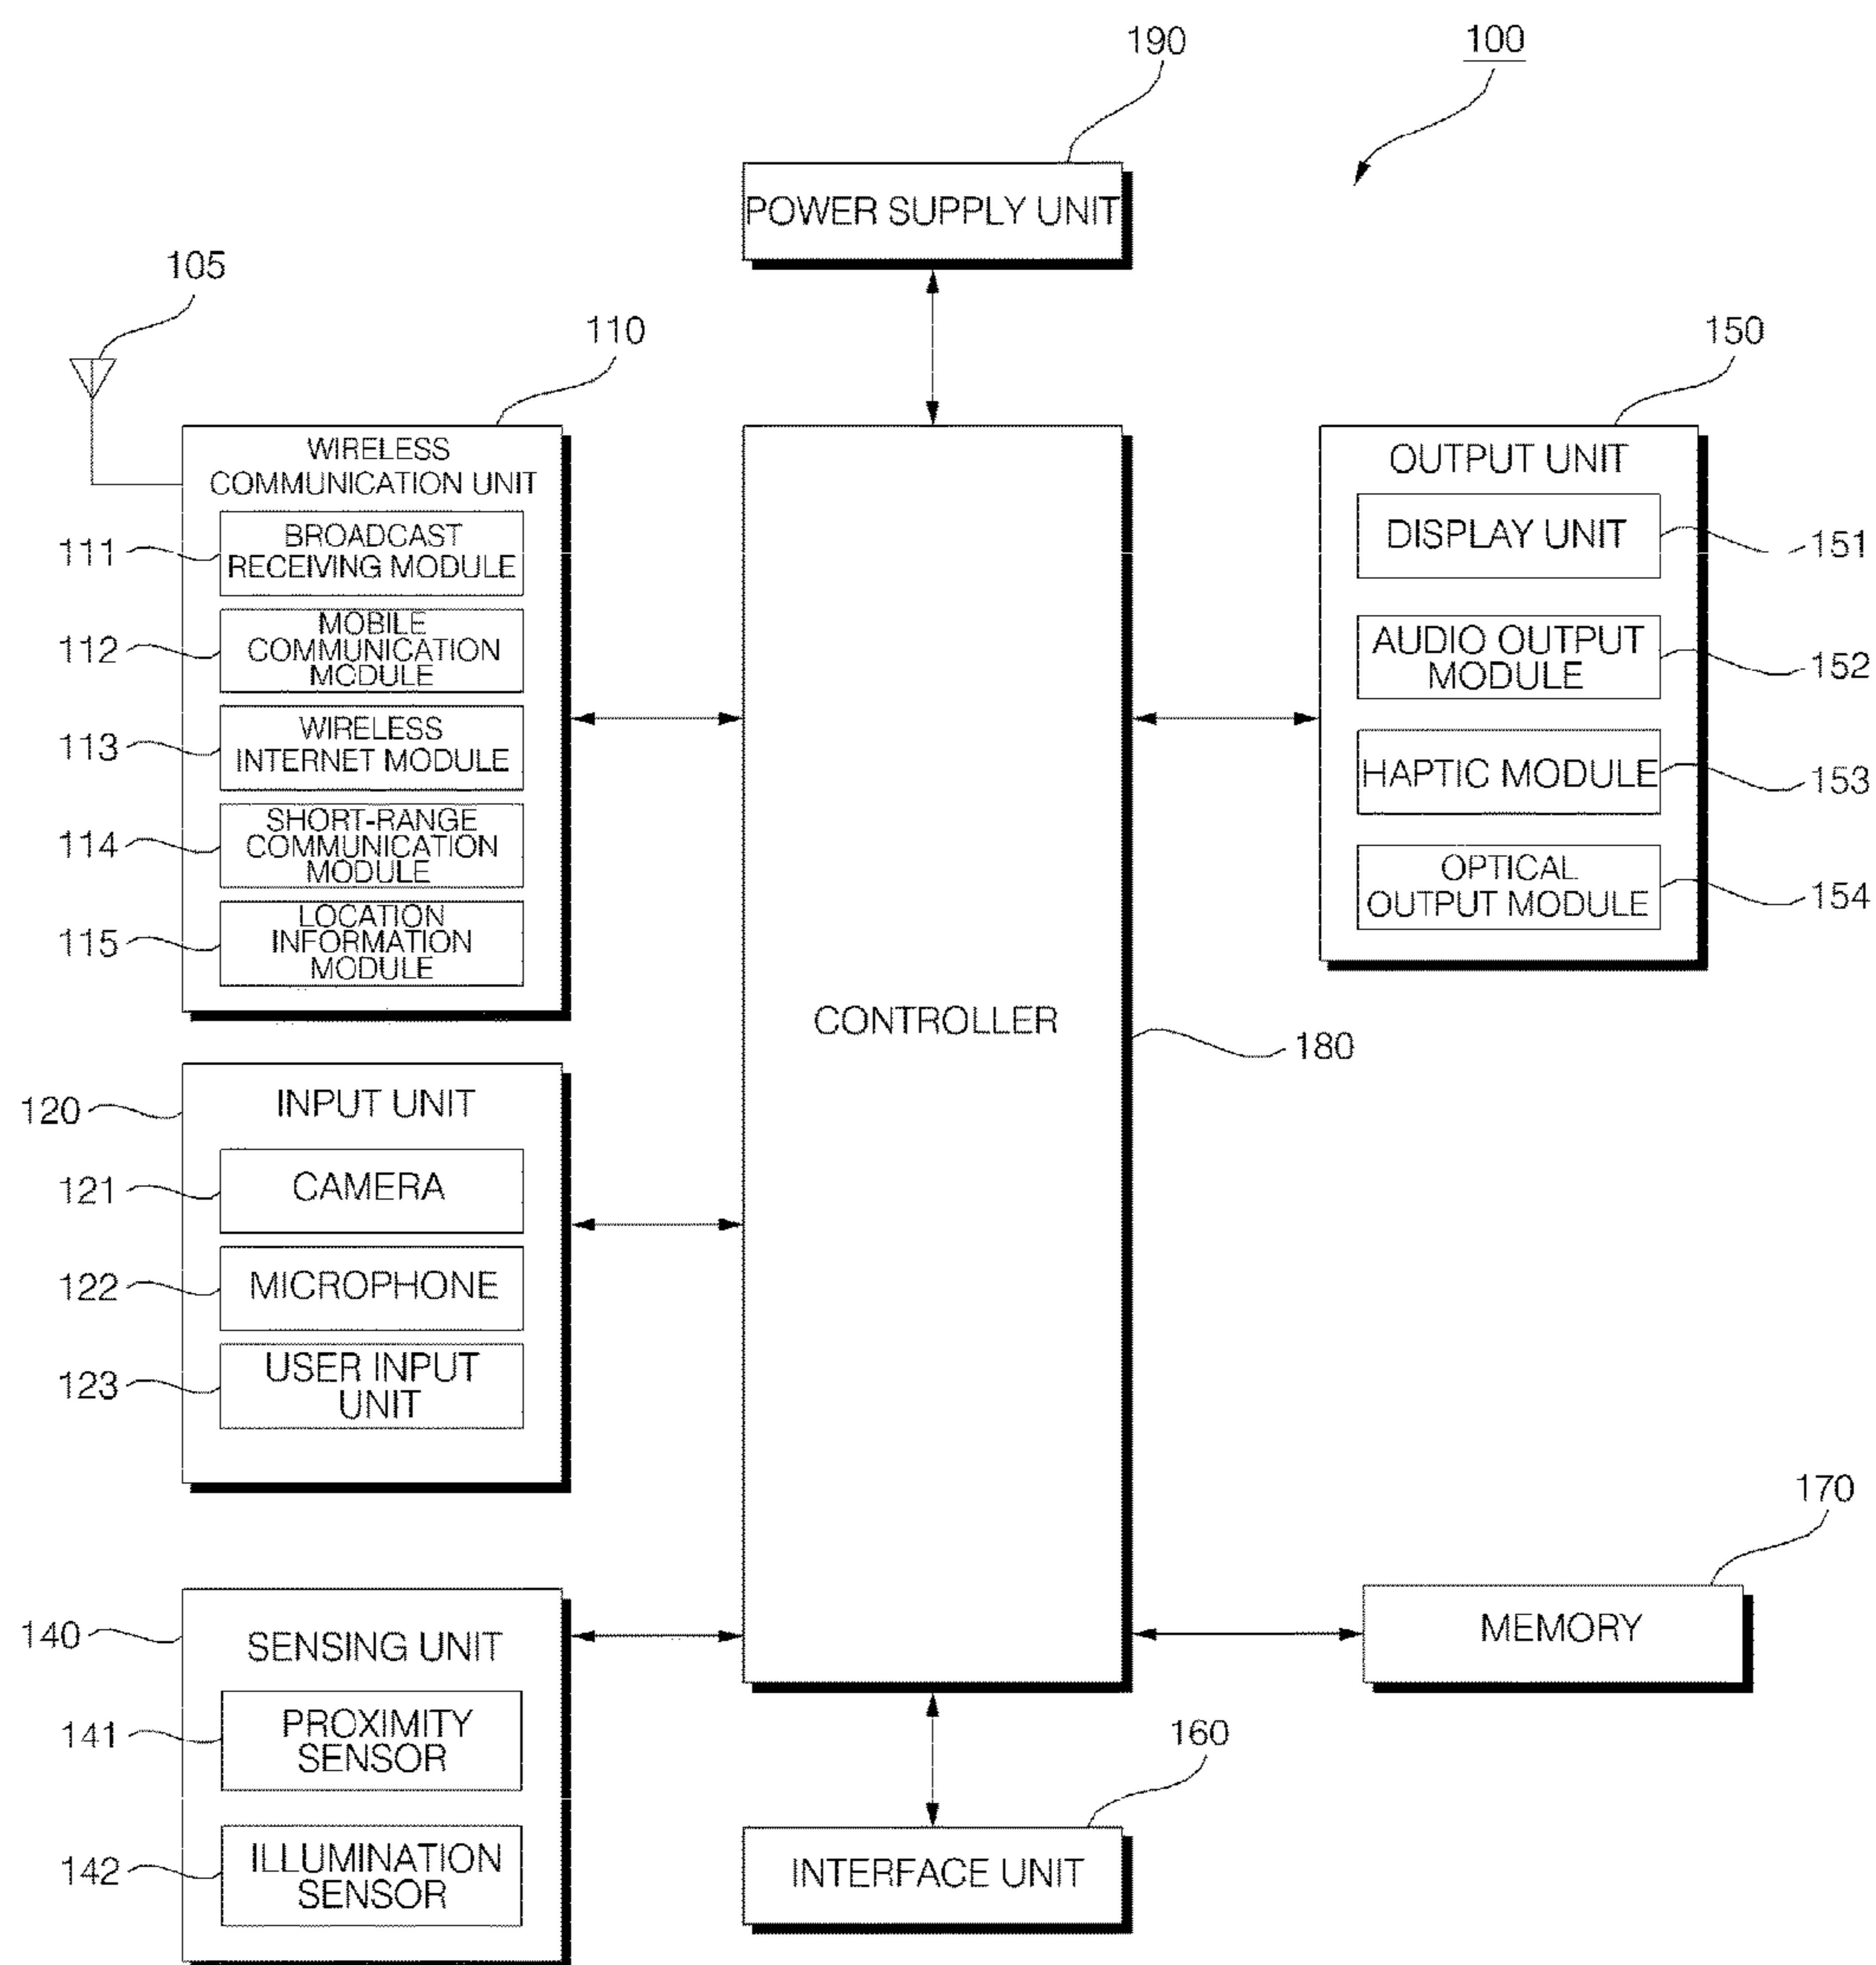 190
100
POWER SUPPLY UNIT
105
110
150
WIRELESS
COMMUNICATION UNIT
111
BROADCAST
RECEIVING MODULE
112
MOBILE
COMMUNICATION
MODULE
113
WIRELESS
INTERNET MODULE
114
SHORT-RANGE
COMMUNICATION
MODULE
115
LOCATION
INFORMATION
MODULE
OUTPUT UNIT
DISPLAY UNIT
151
AUDIO OUTPUT
MODULE
152
HAPTIC MODULE
153
OPTICAL
OUTPUT MODULE
154
CONTROLLER
180
120
INPUT UNIT
121
CAMERA
122
MICROPHONE
123
USER INPUT
UNIT
170
MEMORY
140
SENSING UNIT
141
PROXIMITY
SENSOR
142
ILLUMINATION
SENSOR
160
INTERFACE UNIT